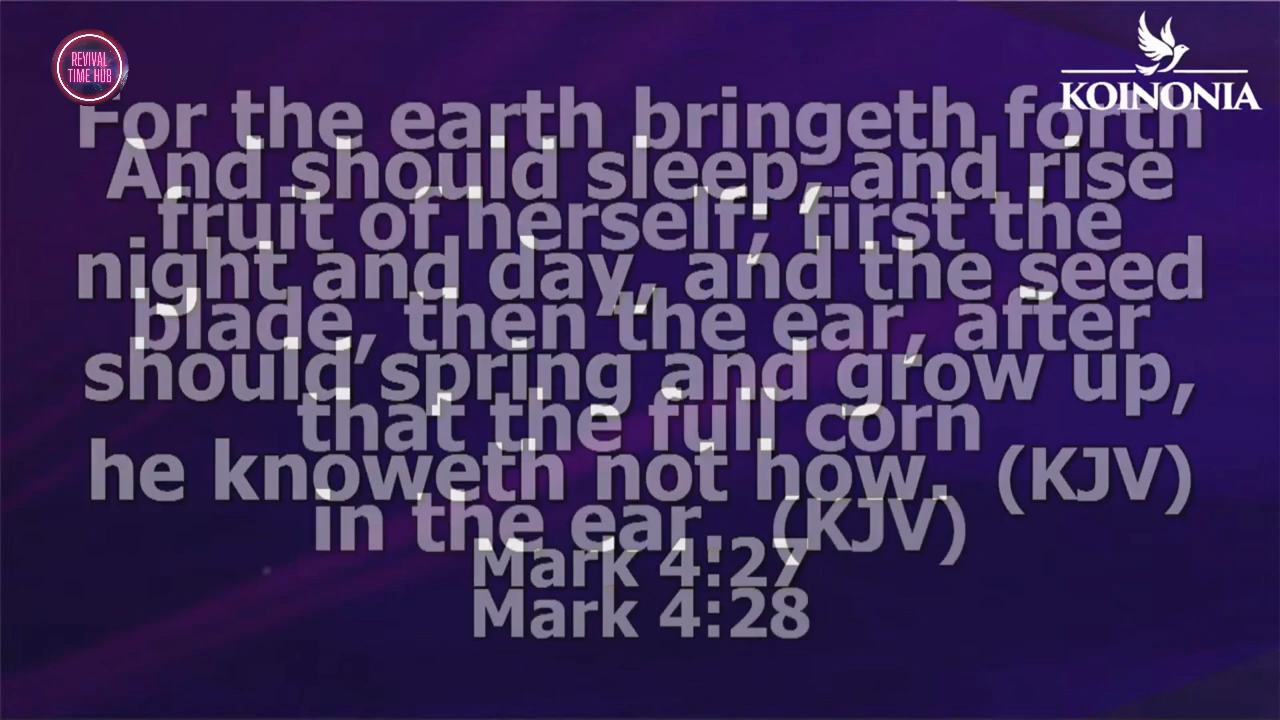 REVIVAL
TIME HUB
KOINONIA
For the earth bringeth forth
And should sleep, and rise
fruit of herself; first the
night and day, and the seed
blade, then the ear, after
should spring and grow up,
that the full corn
he knoweth not how. (KJV)
in the ear. (KJV)
Mark 4:27
Mark 4:28